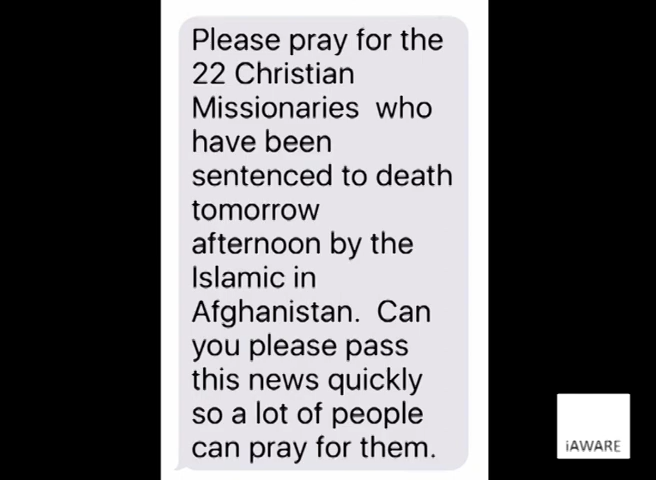 Please pray for the
22 Christian
Missionaries  who
have been
sentenced to death
tomorrow
afternoon by the
Islamic in
Afghanistan.  Can
you please pass
this news quickly
so a lot of people
can pray for them.
iAWARE